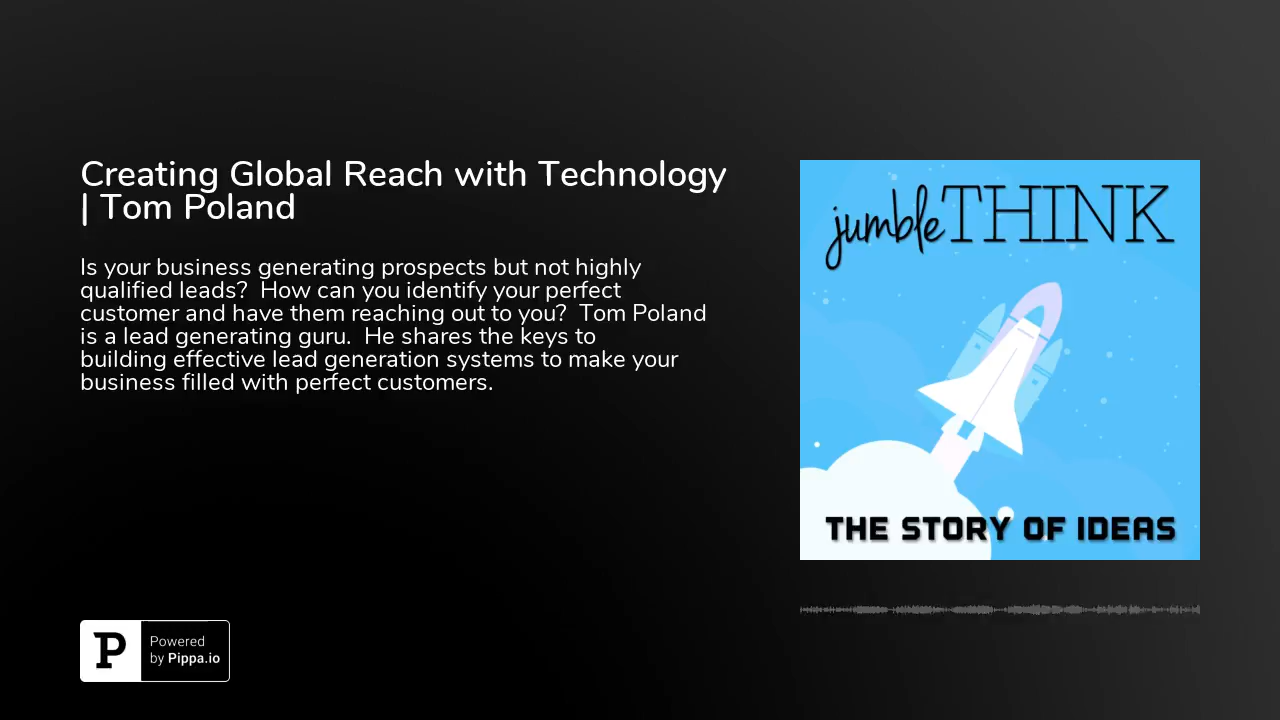 Creating Global Reach with Technology
| Tom Poland
Is your business generating prospects but not highly
qualified leads?  How can you identify your perfect
customer and have them reaching out to you?  Tom Poland
is a lead generating guru.  He shares the keys to
building effective lead generation systems to make your
business filled with perfect customers.
jumbleTHINK
THE STORY OF IDEAS
P
Powered
by Pippa.io